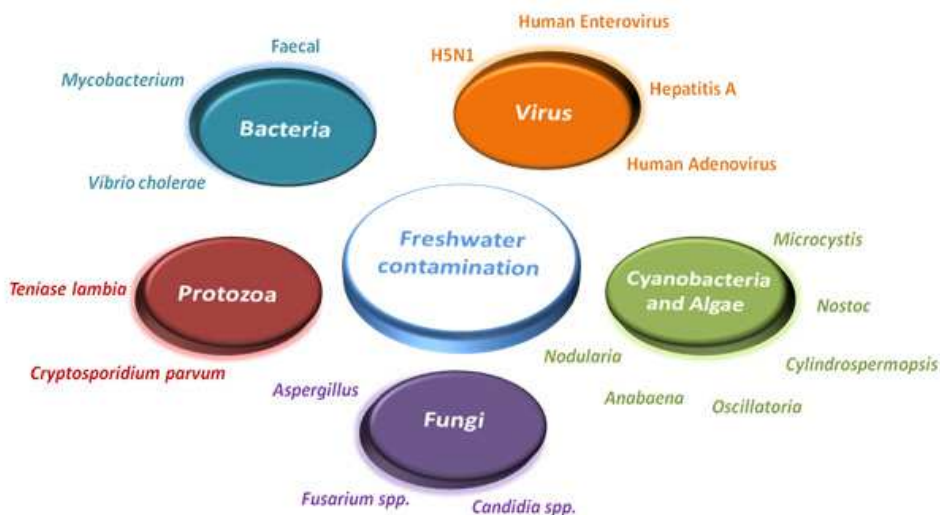 Human Enterovirus
Faecal
H5N1
Mycobacterium
Hepatitis A
Virus
Bacteria
Human Adenovirus
Vibrio cholerae
Freshwater
contamination
Microcystis
Teniase lambia
Protozoa
Cyanobacteria
and Algae
Nostoc
Nodularia
Cylindrospermopsis
Cryptosporidium parvum
Aspergillus
Anabaena
Oscillatoria
Fungi
Fusarium spp.
Candidia spp.